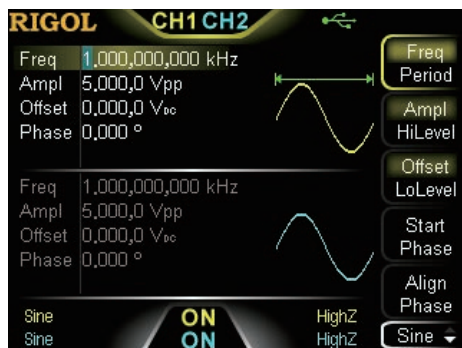 RIGOL CH1 CH2
Freq 1.000,000,000 kHz
Ampl 5.000,0 Vpp
Offset 0.000,0 VDC
Phase 0.000 °
Freq 1.000,000,000 kHz
Ampl 5.000,0 Vpp
Offset 0.000,0 VDC
Phase 0.000 °
Sine ON HighZ
Sine ON HighZ
Freq
Period
Ampl
HiLevel
Offset
LoLevel
Start
Phase
Align
Phase
Sine